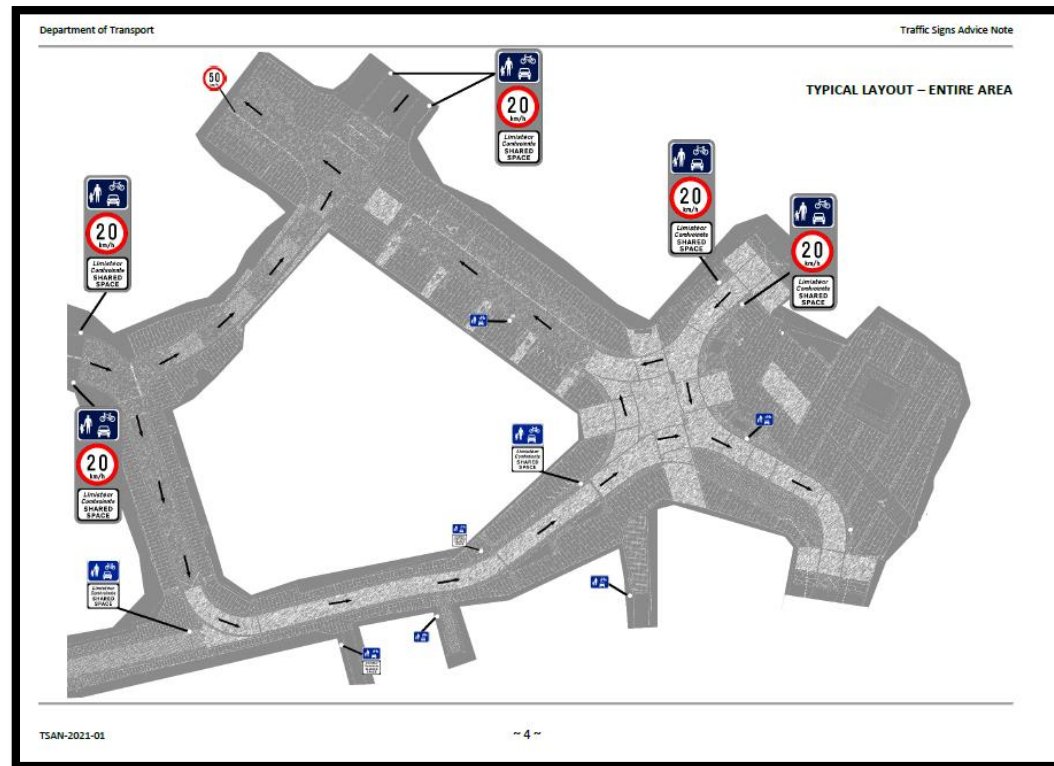 Department of Transport
Traffic Signs Advice Note
TYPICAL LAYOUT – ENTIRE AREA
50
20
km/h
Limistéar
Comhroinnte
SHARED
SPACE
20
km/h
Limistéar
Comhroinnte
SHARED
SPACE
20
km/h
Limistéar
Comhroinnte
SHARED
SPACE
20
km/h
Limistéar
Comhroinnte
SHARED
SPACE
20
km/h
Limistéar
Comhroinnte
SHARED
SPACE
Limistéar
Comhroinnte
SHARED
SPACE
Limistéar
Comhroinnte
SHARED
SPACE
TSAN-2021-01
~ 4 ~